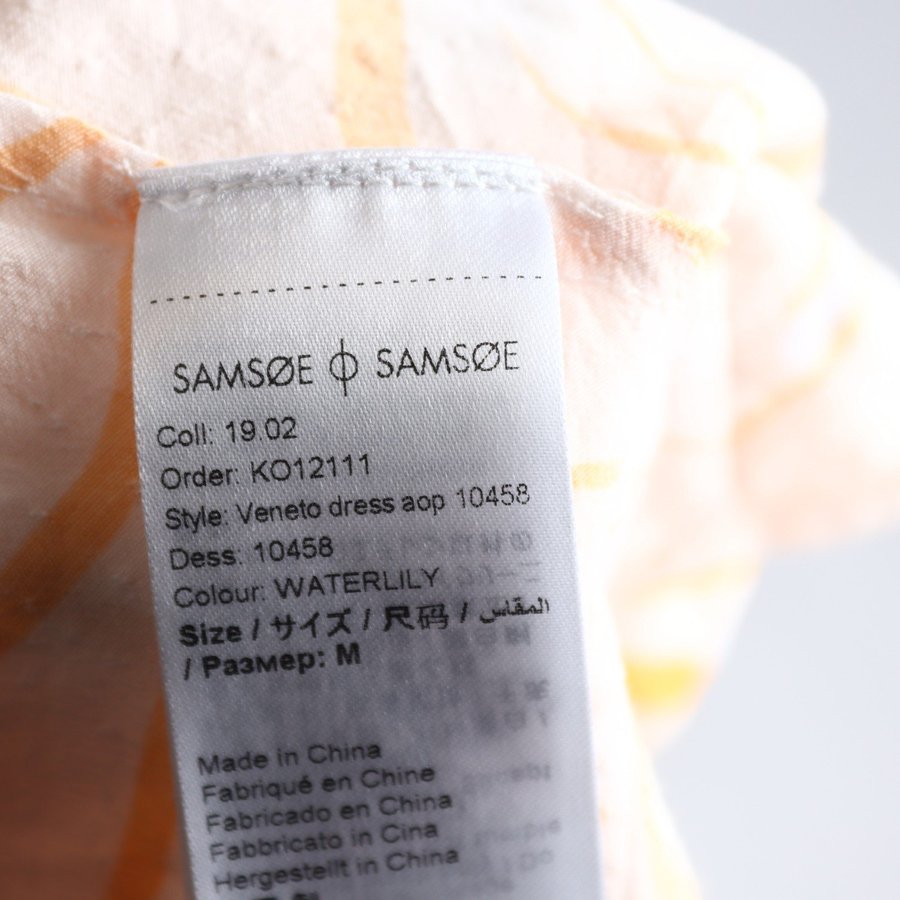 SAMSØE ϕ SAMSØE
Coll: 19.02
Order: KO12111
Style: Veneto dress aop 10458
Dess: 10458
Colour: WATERLILY
Size / サイズ / 尺码 / المقاس
/ Размер: M
Made in China
Fabriqué en Chine
Fabricado en China
Fabbricato in Cina
Hergestellt in China